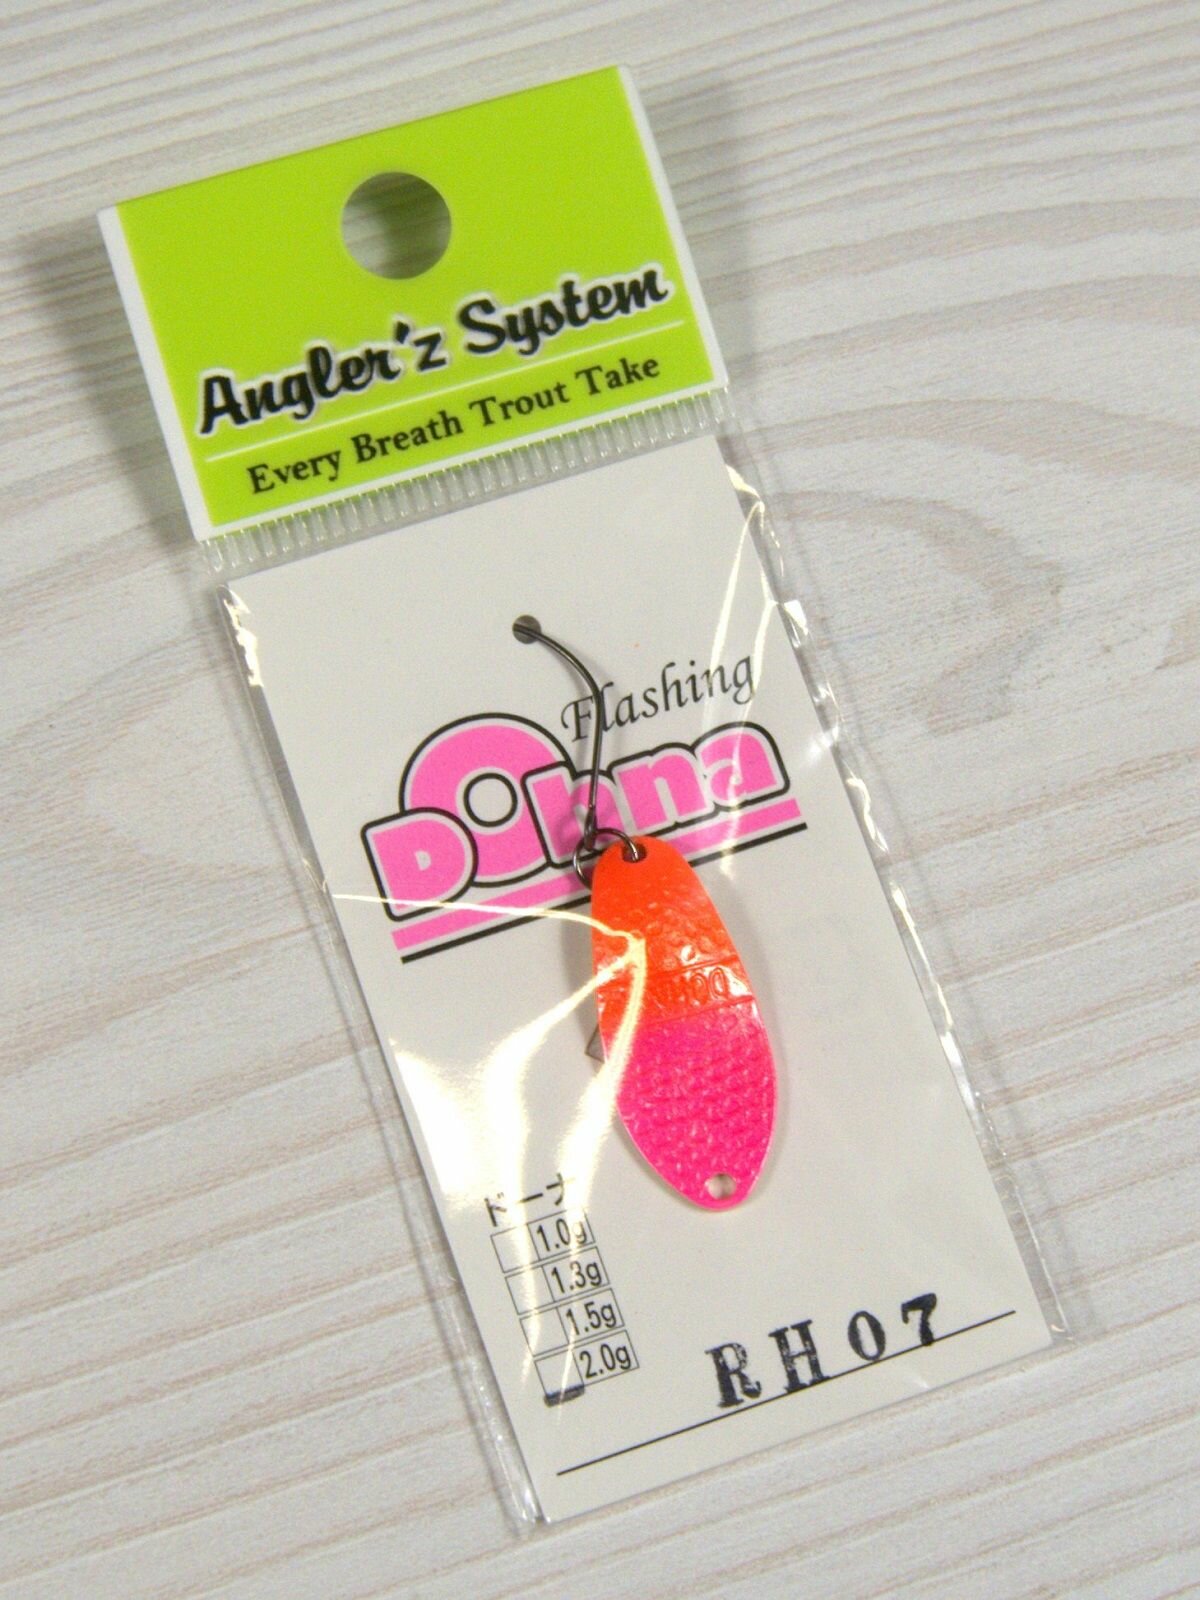 Angler'z System
Every Breath Trout Take
Flashing
Dohna
ドーナ
1.0g
1.3g
1.5g
2.0g
RH07